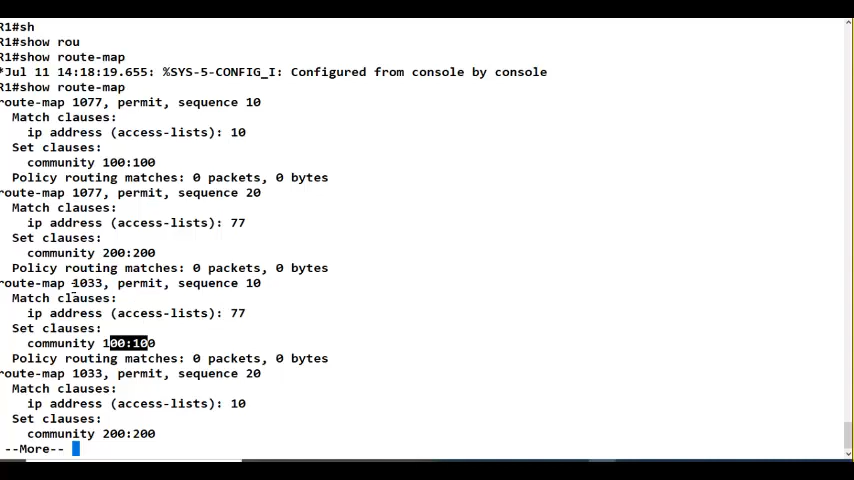 R1#sh
R1#show rou
R1#show route-map
*Jul 11 14:18:19.655: %SYS-5-CONFIG_I: Configured from console by console
R1#show route-map
route-map 1077, permit, sequence 10
  Match clauses:
    ip address (access-lists): 10
  Set clauses:
    community 100:100
  Policy routing matches: 0 packets, 0 bytes
route-map 1077, permit, sequence 20
  Match clauses:
    ip address (access-lists): 77
  Set clauses:
    community 200:200
  Policy routing matches: 0 packets, 0 bytes
route-map 1033, permit, sequence 10
  Match clauses:
    ip address (access-lists): 77
  Set clauses:
    community 100:100
  Policy routing matches: 0 packets, 0 bytes
route-map 1033, permit, sequence 20
  Match clauses:
    ip address (access-lists): 10
  Set clauses:
    community 200:200
 --More--